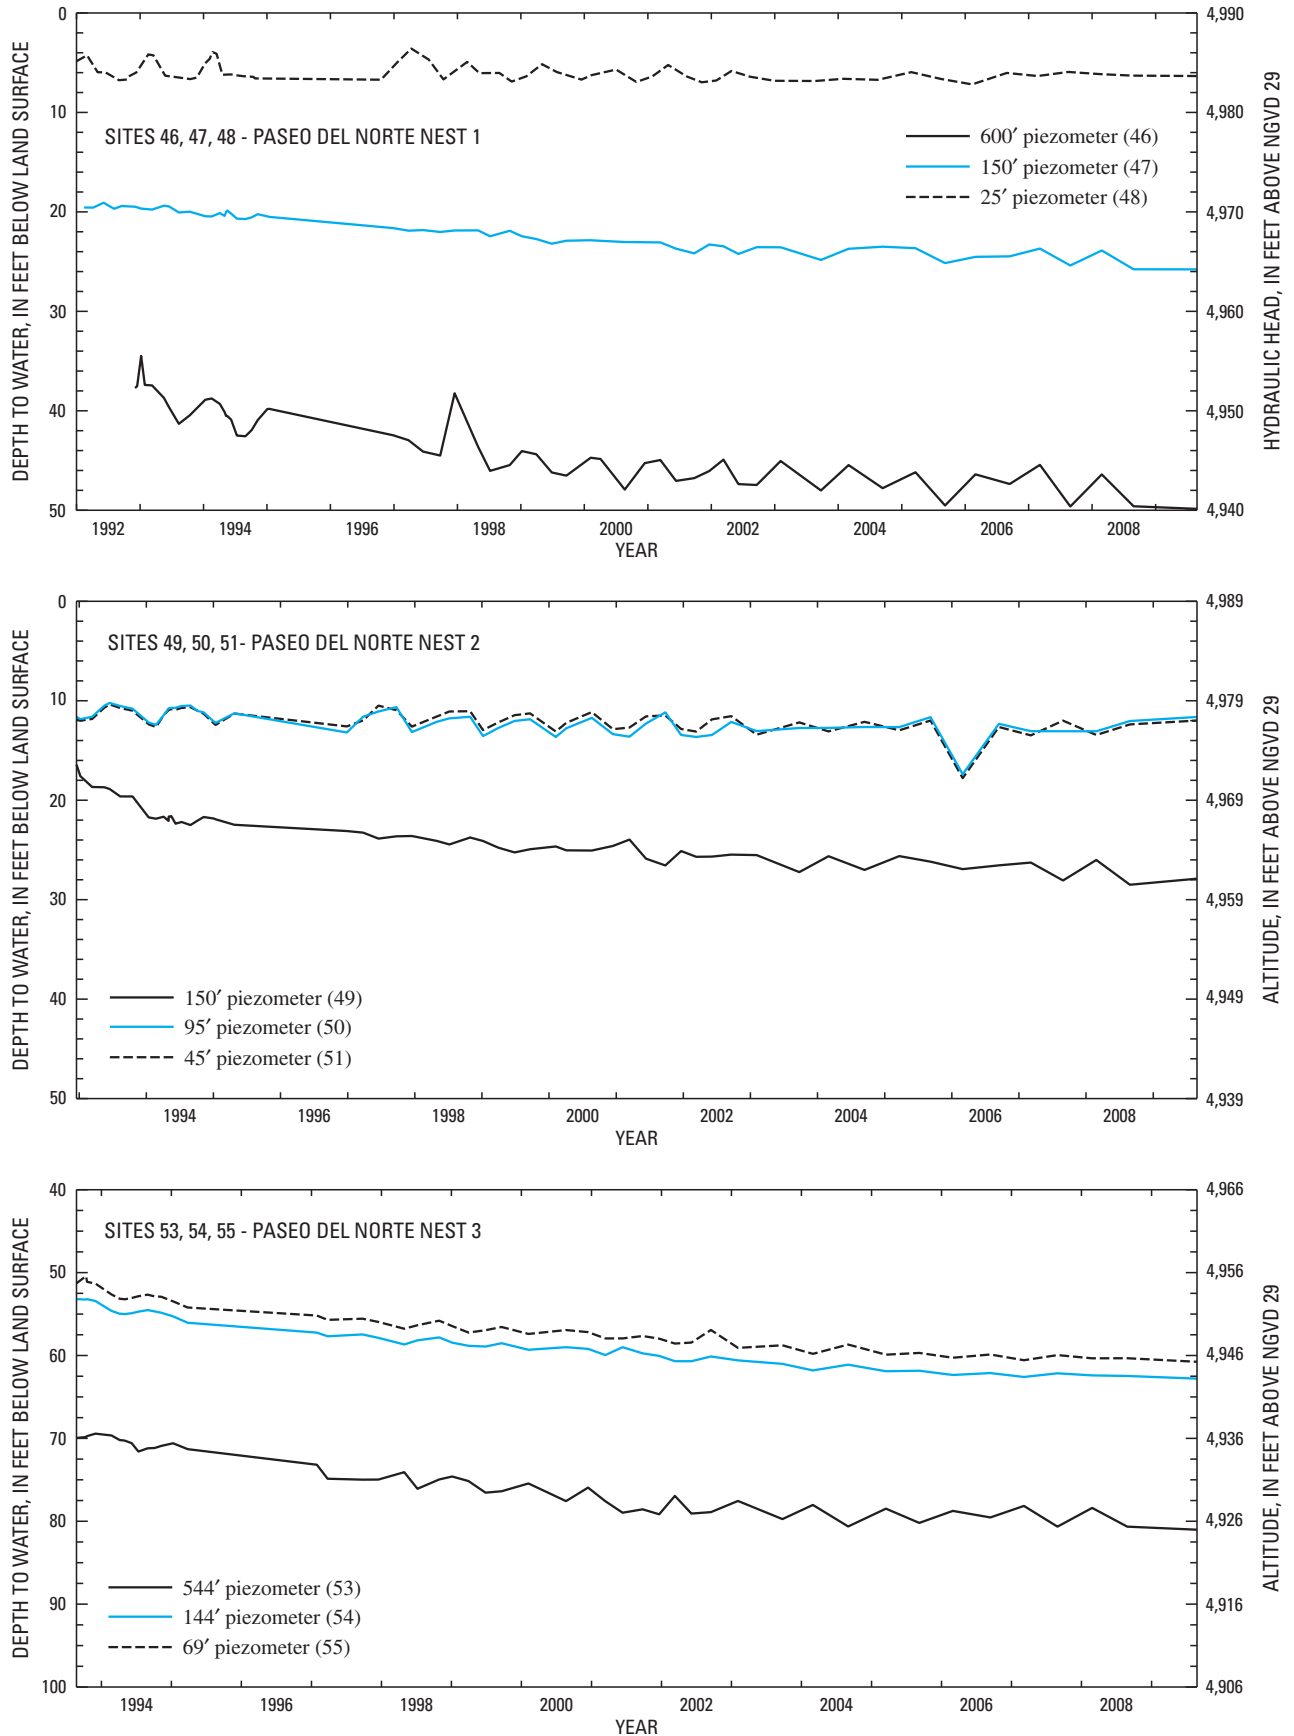 DEPTH TO WATER, IN FEET BELOW LAND SURFACE
0
10
20
30
40
50
SITES 46, 47, 48 - PASEO DEL NORTE NEST 1
600′ piezometer (46)
150′ piezometer (47)
25′ piezometer (48)
4,990
4,980
4,970
4,960
4,950
4,940
HYDRAULIC HEAD, IN FEET ABOVE NGVD 29
1992 1994 1996 1998 2000 2002 2004 2006 2008
YEAR
DEPTH TO WATER, IN FEET BELOW LAND SURFACE
0
10
20
30
40
50
SITES 49, 50, 51- PASEO DEL NORTE NEST 2
150′ piezometer (49)
95′ piezometer (50)
45′ piezometer (51)
4,989
4,979
4,969
4,959
4,949
4,939
ALTITUDE, IN FEET ABOVE NGVD 29
1994 1996 1998 2000 2002 2004 2006 2008
YEAR
DEPTH TO WATER, IN FEET BELOW LAND SURFACE
40
50
60
70
80
90
100
SITES 53, 54, 55 - PASEO DEL NORTE NEST 3
544′ piezometer (53)
144′ piezometer (54)
69′ piezometer (55)
4,966
4,956
4,946
4,936
4,926
4,916
4,906
ALTITUDE, IN FEET ABOVE NGVD 29
1994 1996 1998 2000 2002 2004 2006 2008
YEAR